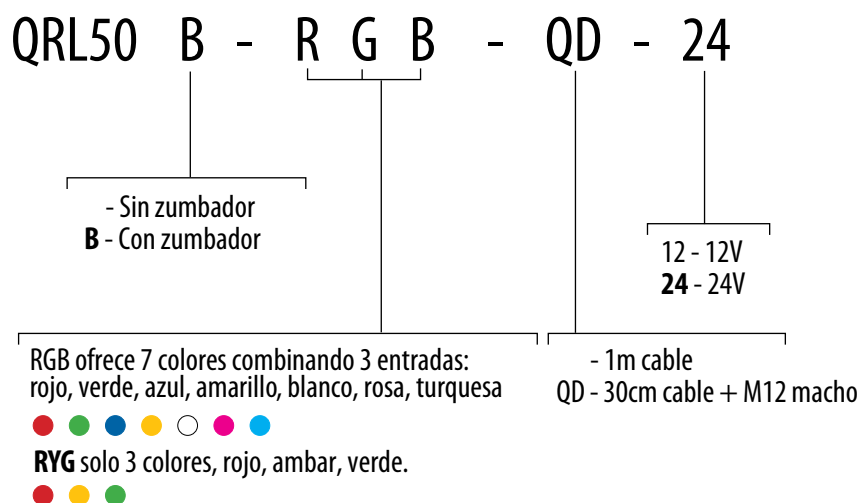 QRL50 B - R G B - QD - 24
- Sin zumbador
B - Con zumbador
12 - 12V
24 - 24V
RGB ofrece 7 colores combinando 3 entradas:
rojo, verde, azul, amarillo, blanco, rosa, turquesa
RYG solo 3 colores, rojo, ambar, verde.
- 1m cable
QD - 30cm cable + M12 macho